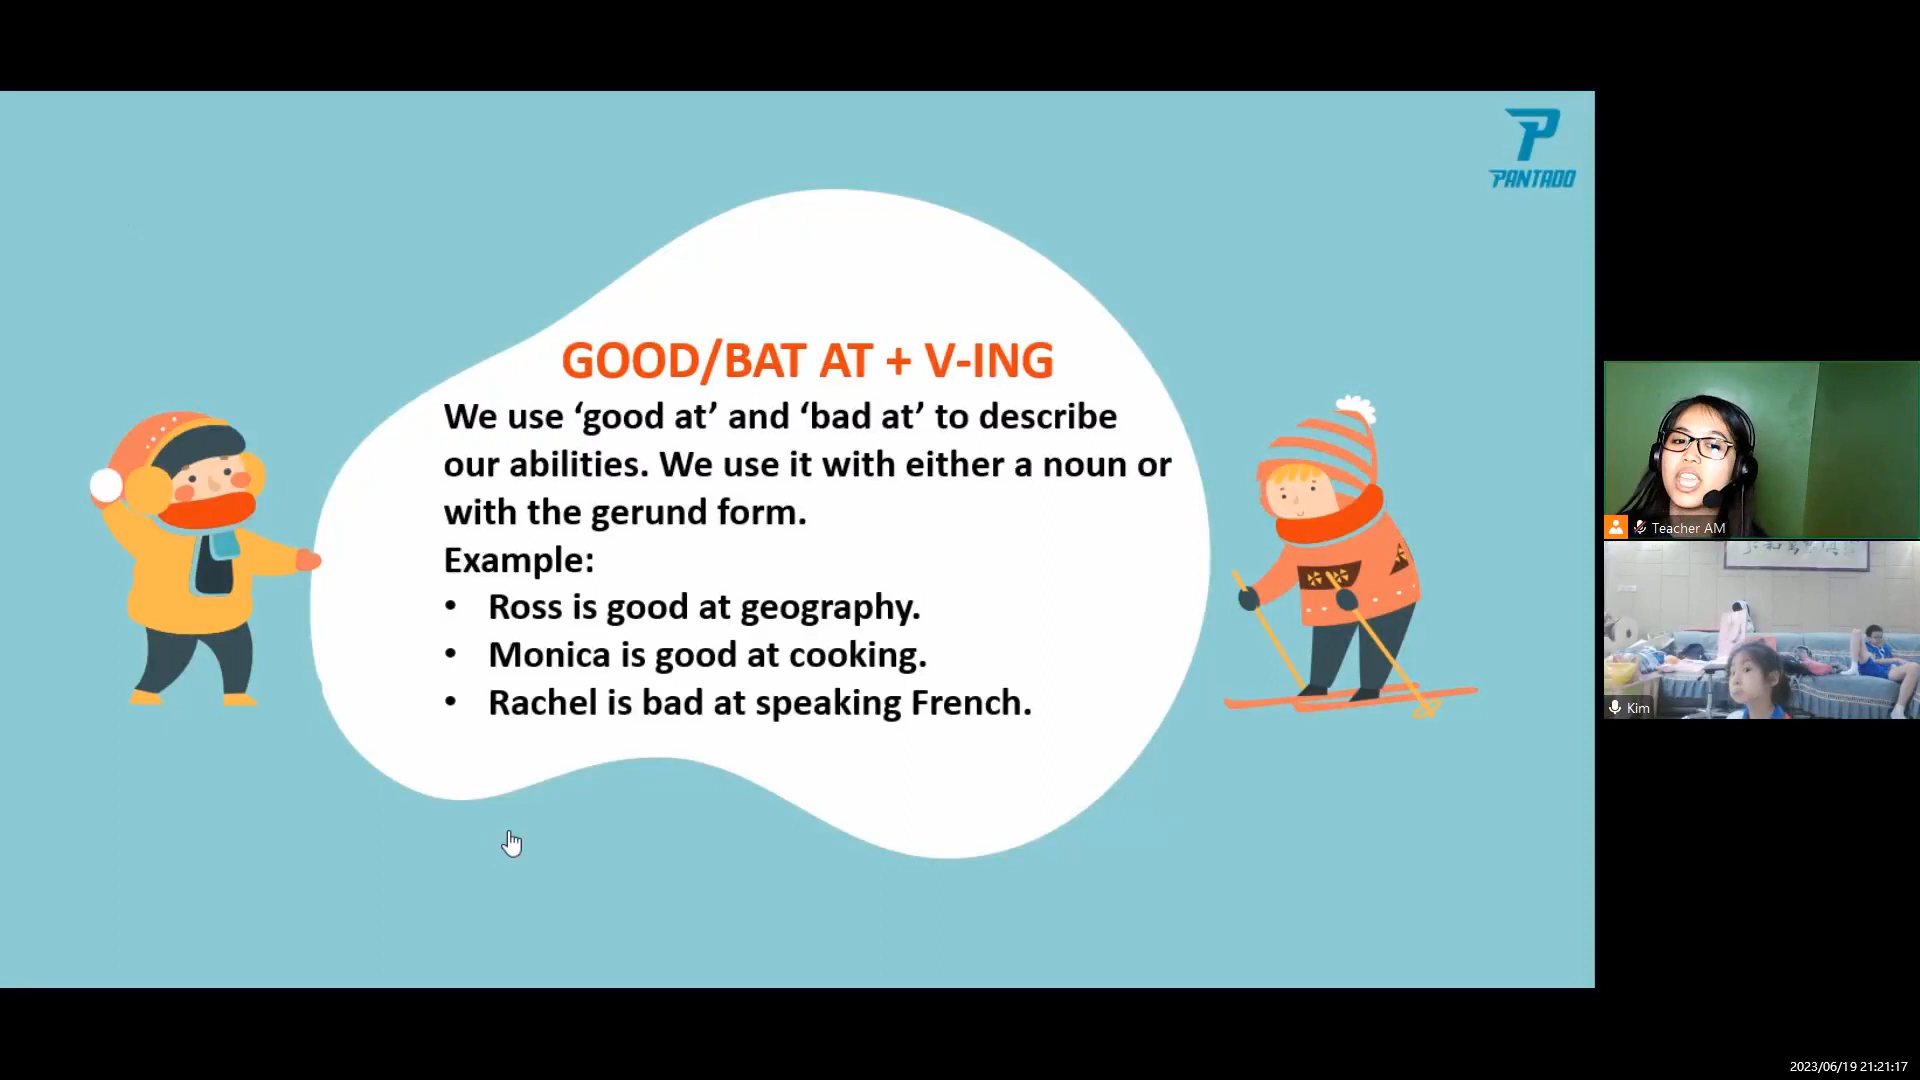 PANTADO
GOOD/BAT AT + V-ING
We use ‘good at’ and ‘bad at’ to describe
our abilities. We use it with either a noun or
with the gerund form.
Example:
• Ross is good at geography.
• Monica is good at cooking.
• Rachel is bad at speaking French.
Teacher AM
Kim
2023/06/19 21:21:17